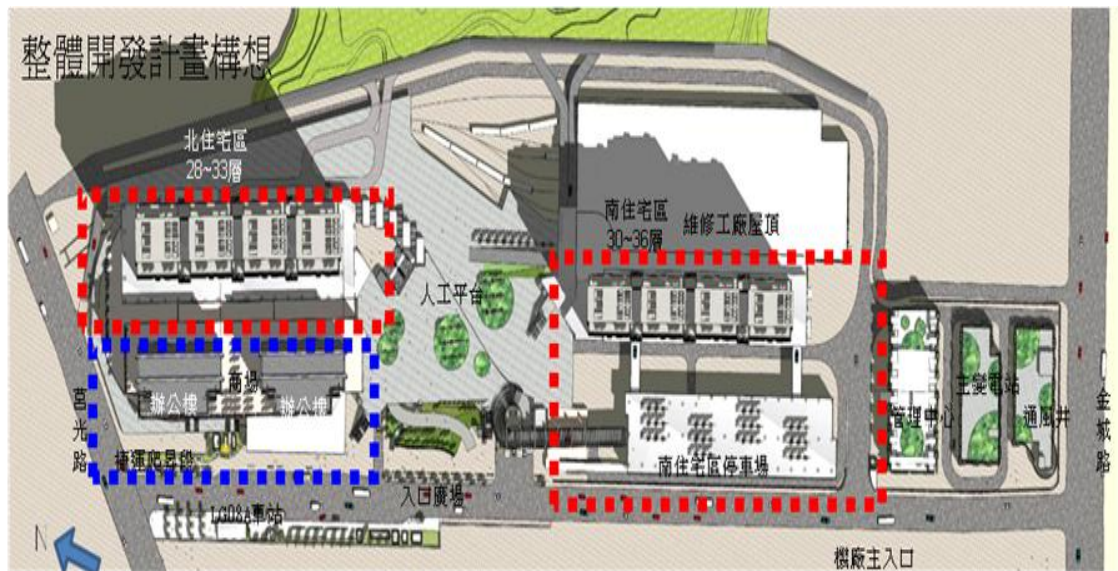 整體開發計畫構想
北住宅區
28~33層
南住宅區
30~36層
維修工廠屋頂
人工平台
商場
辦公樓
辦公樓
莒光路
捷運爬昇段
LG08A車站
入口廣場
南住宅區停車場
管理中心
主變電站
通風井
金城路
機廠主入口
N